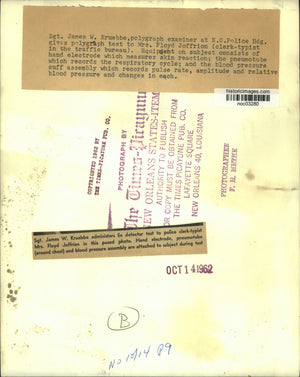 historicimages.com
noc03280
Sgt. James W. Kruebbe,polygraph examiner at N.O.Police Hdq.
gives polygraph test to Mrs. Floyd Joffrion (clerk-typist
in the traffic bureau). Equipment on subject consists of
hand electrode which measures skin reaction; the pneumotube
which records the respiratory cycle; and the blood pressure
cuff assembly which records pulse rate, amplitude and relative
blood pressure and changes in each.
COPYRIGHTED 1962 BY
THE TIMES-PICAYUNE PUB. CO.
PHOTOGRAPH BY
The Times-Picayune
NEW ORLEANS STATES-ITEM
AUTHORITY TO PUBLISH
OR COPY MUST BE OBTAINED FROM
THE TIMES PICAYUNE PUB. CO.
LAFAYETTE SQUARE
NEW ORLEANS 40, LOUISIANA
PHOTOGRAPHER
Sgt. James W. Kruebbe administers lie detector test to police clerk-typist
Mrs. Floyd Joffrion in this posed photo. Hand electrode, pneumotube
(around chest) and blood pressure assembly are attached to subject during test
OCT 14 1962
B
NO 10/14 P9